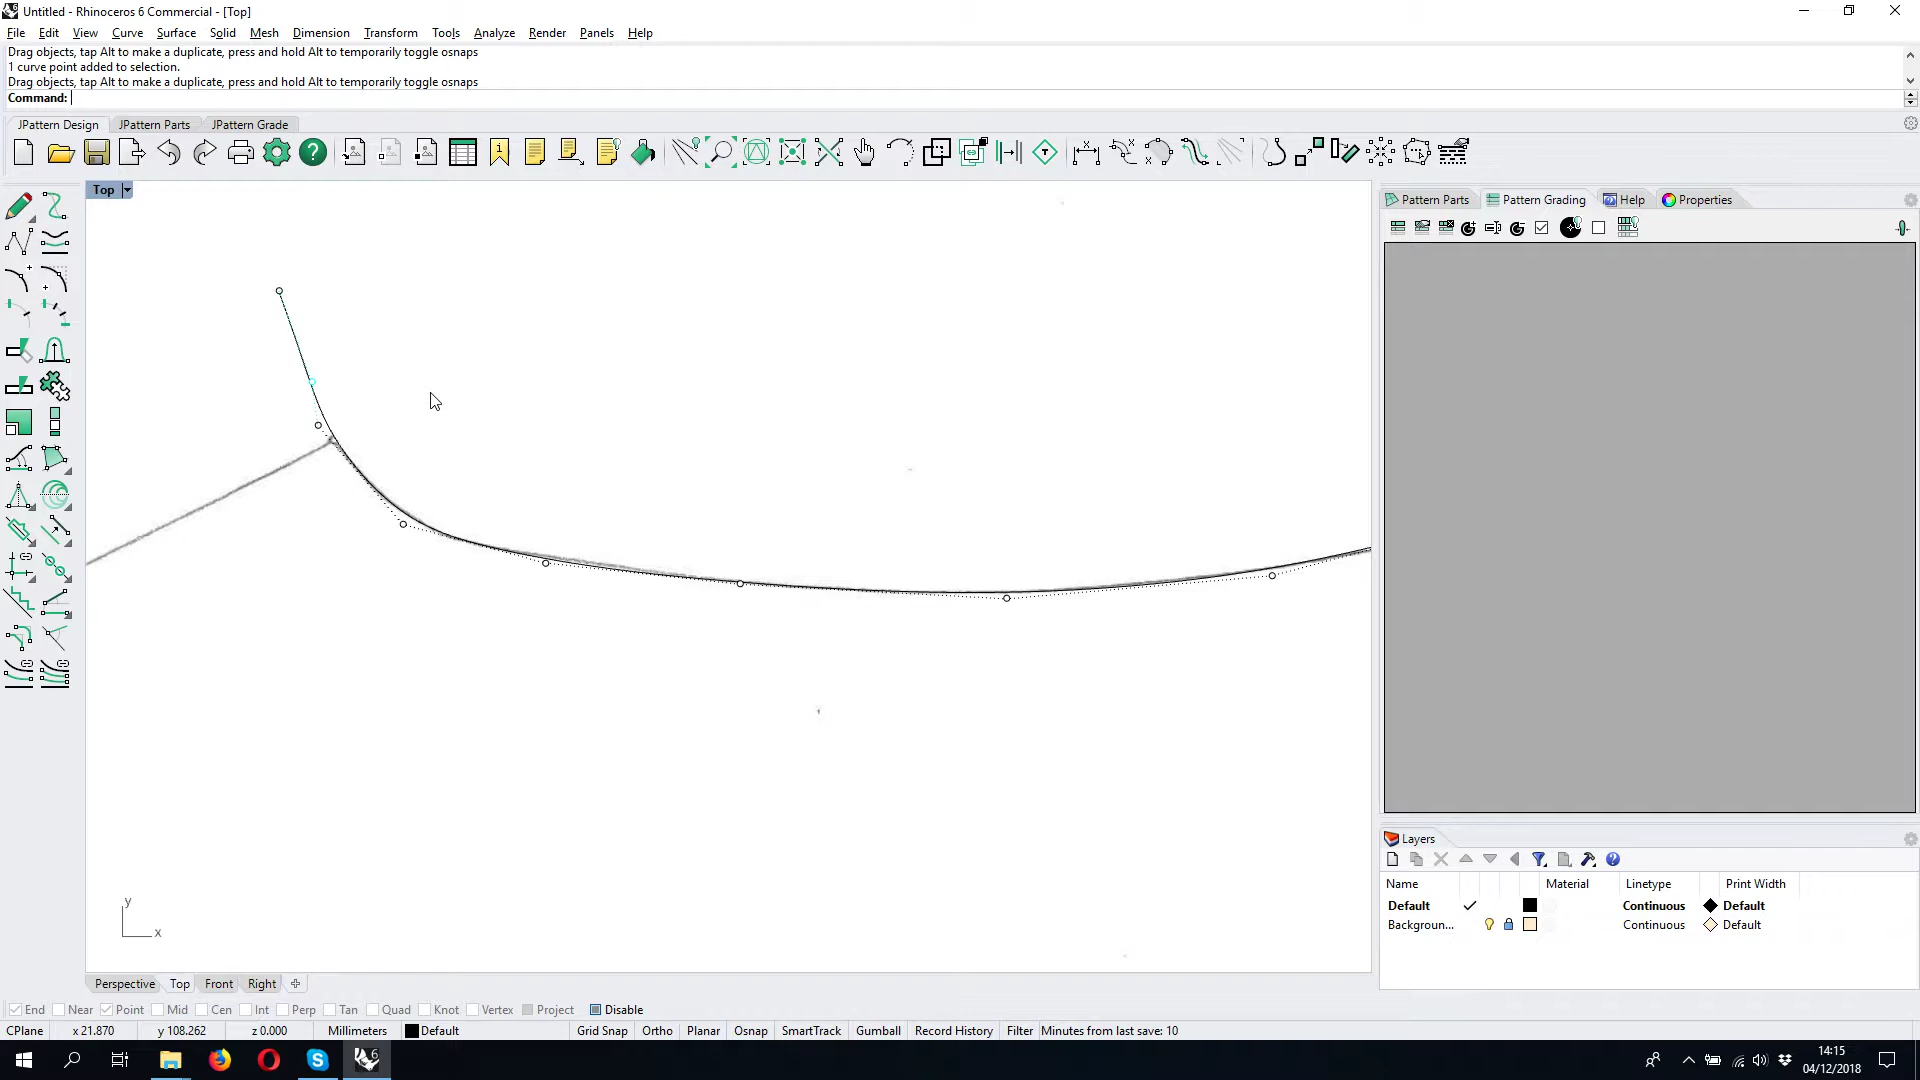 Untitled - Rhinoceros 6 Commercial - [Top]
File Edit View Curve Surface Solid Mesh Dimension Transform Tools Analyze Render Panels Help
Drag objects, tap Alt to make a duplicate, press and hold Alt to temporarily toggle osnaps
1 curve point added to selection.
Drag objects, tap Alt to make a duplicate, press and hold Alt to temporarily toggle osnaps
Command:
JPattern Design JPattern Parts JPattern Grade
Top
Pattern Parts Pattern Grading Help Properties
y
x
Layers
Name Material Linetype Print Width
Default Continuous Default
Backgroun... Continuous Default
Perspective Top Front Right
End Near Point Mid Cen Int Perp Tan Quad Knot Vertex Project Disable
CPlane x 21.870 y 108.262 z 0.000 Millimeters Default Grid Snap Ortho Planar Osnap SmartTrack Gumball Record History Filter Minutes from last save: 10
14:15
04/12/2018